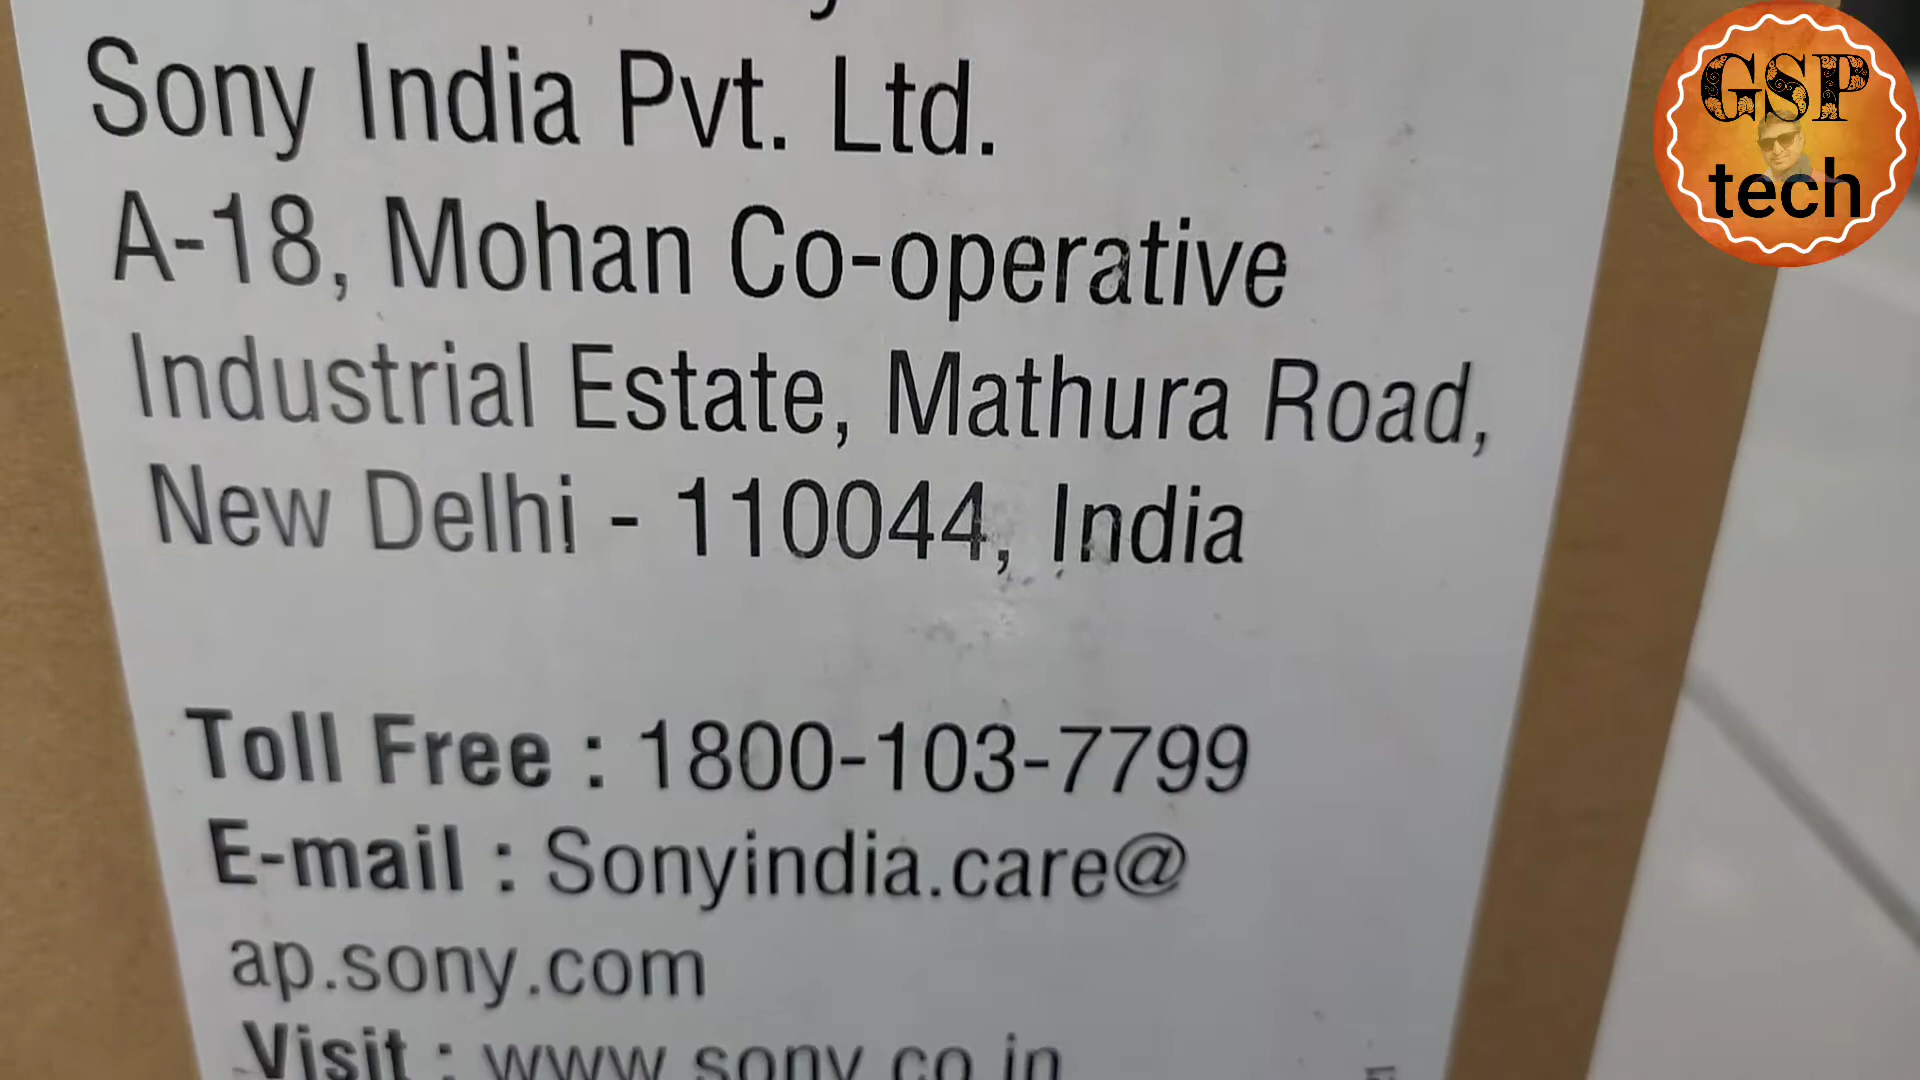 Sony India Pvt. Ltd.
A-18, Mohan Co-operative
Industrial Estate, Mathura Road,
New Delhi - 110044, India
Toll Free : 1800-103-7799
E-mail : Sonyindia.care@
ap.sony.com
Visit : www.sony.co.in
GSP
tech